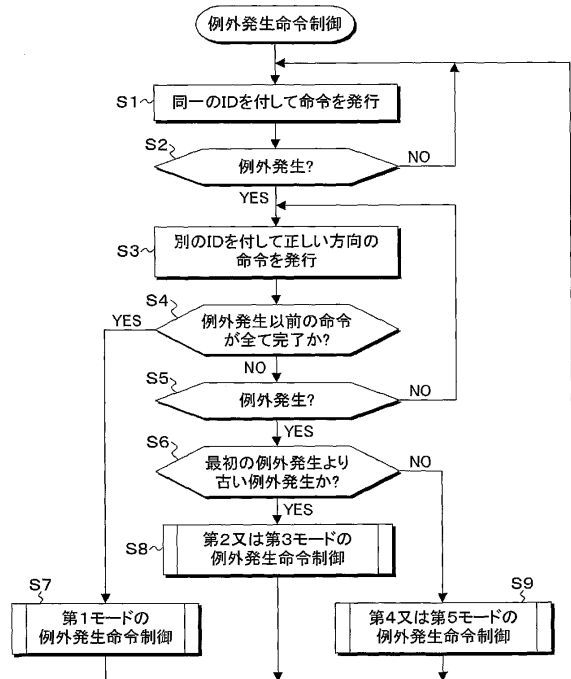 例外発生命令制御
S1
同一のIDを付して命令を発行
S2
例外発生?
NO
YES
S3
別のIDを付して正しい方向の
命令を発行
S4
YES
例外発生以前の命令
が全て完了か?
NO
S5
例外発生?
NO
YES
S6
最初の例外発生より
古い例外発生か?
NO
YES
S8
第2又は第3モードの
例外発生命令制御
S7
第1モードの
例外発生命令制御
S9
第4又は第5モードの
例外発生命令制御